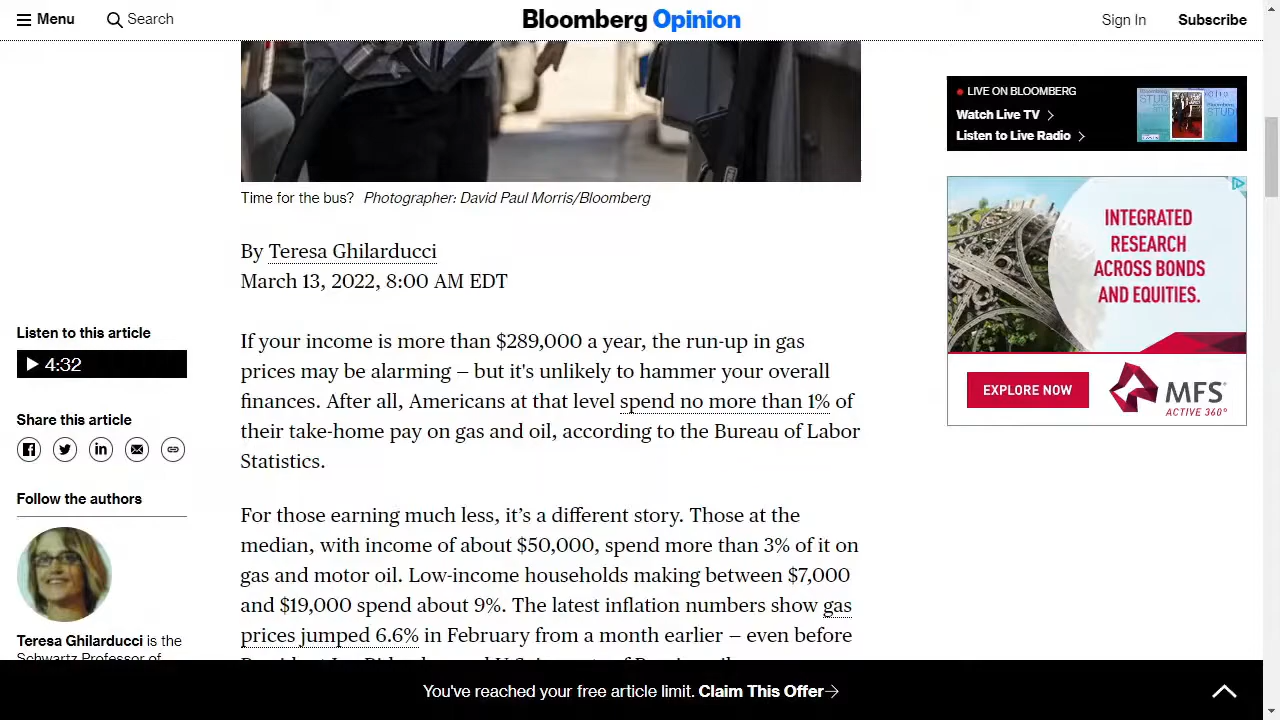 Menu
Search
Bloomberg Opinion
Sign In
Subscribe
LIVE ON BLOOMBERG
Watch Live TV
Listen to Live Radio
Time for the bus? Photographer: David Paul Morris/Bloomberg
INTEGRATED
RESEARCH
ACROSS BONDS
AND EQUITIES.
EXPLORE NOW
MFS®
ACTIVE 360°
By Teresa Ghilarducci
March 13, 2022, 8:00 AM EDT
Listen to this article
4:32
Share this article
Follow the authors
Teresa Ghilarducci is the
Schwartz Professor of
If your income is more than $289,000 a year, the run-up in gas
prices may be alarming – but it's unlikely to hammer your overall
finances. After all, Americans at that level spend no more than 1% of
their take-home pay on gas and oil, according to the Bureau of Labor
Statistics.
For those earning much less, it’s a different story. Those at the
median, with income of about $50,000, spend more than 3% of it on
gas and motor oil. Low-income households making between $7,000
and $19,000 spend about 9%. The latest inflation numbers show gas
prices jumped 6.6% in February from a month earlier – even before
You've reached your free article limit. Claim This Offer